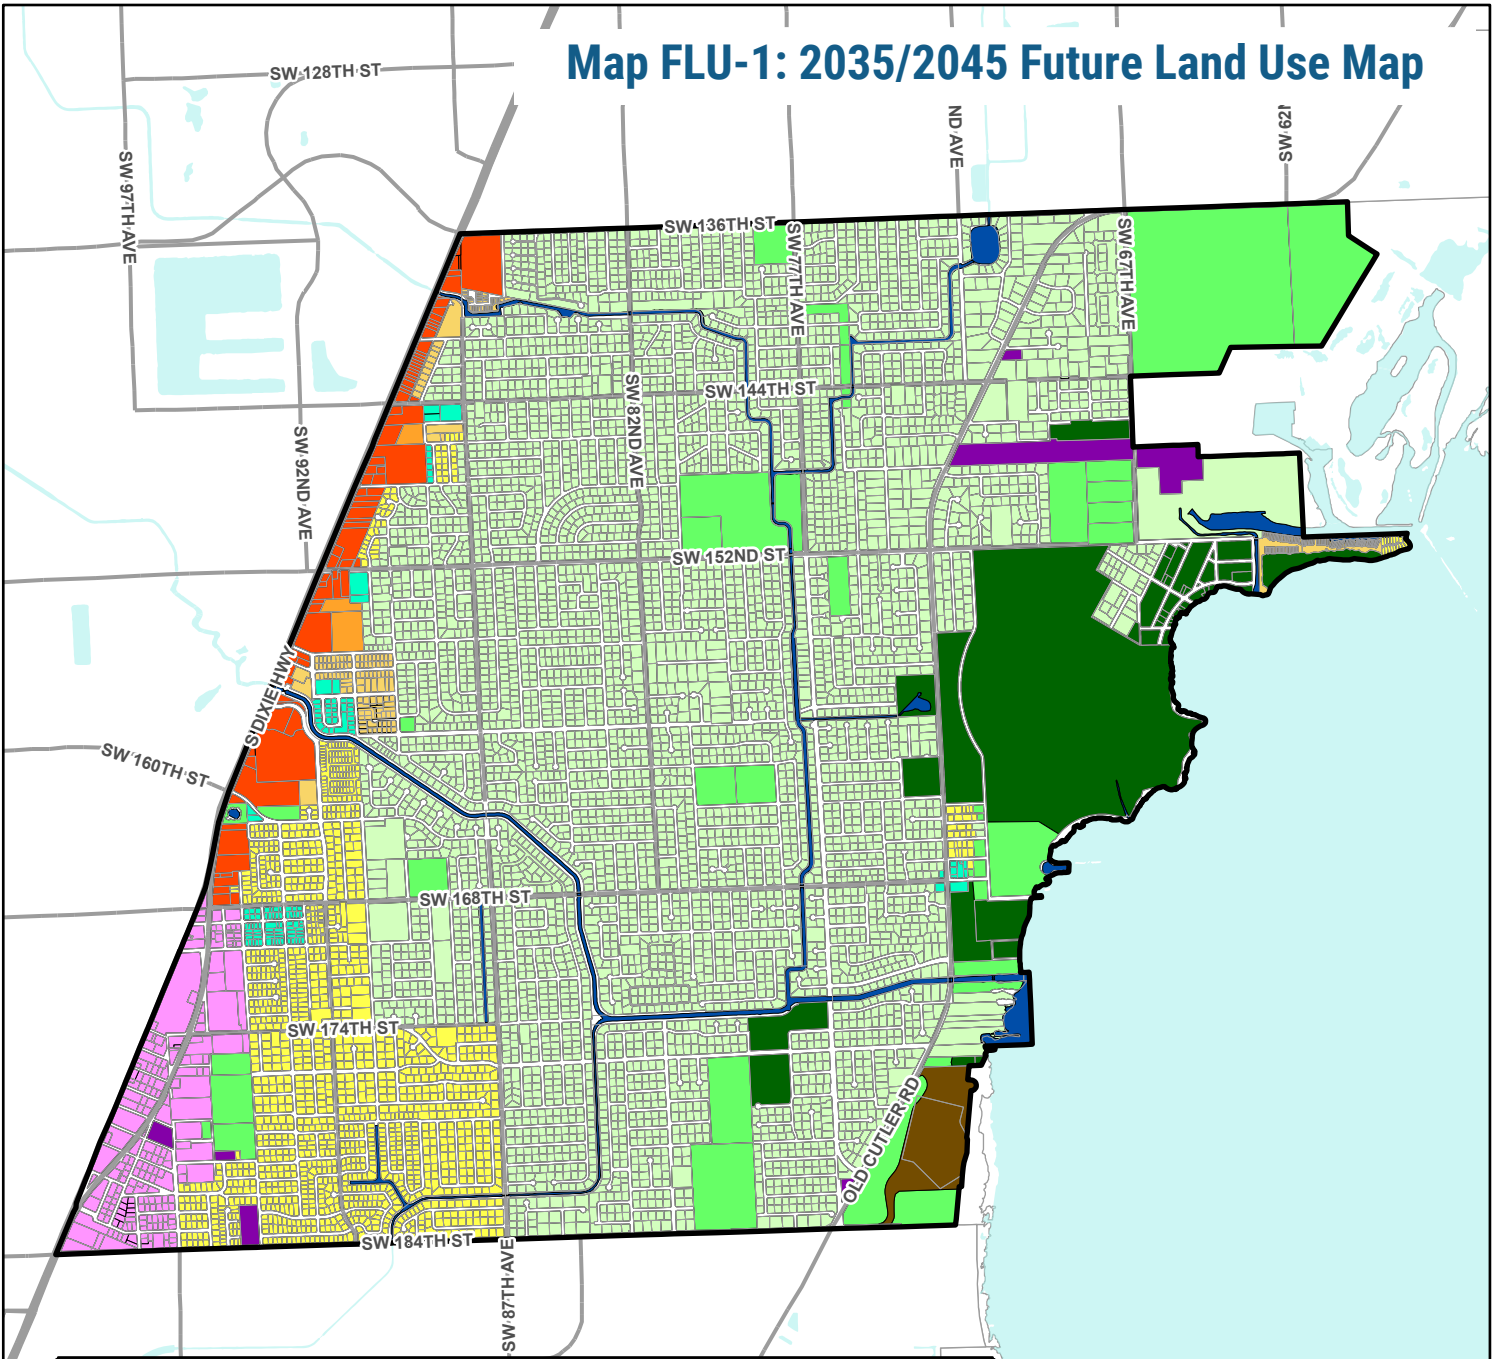 Map FLU-1: 2035/2045 Future Land Use Map
SW 128TH ST
SW 97TH AVE
ND AVE
SW 62N
SW 136TH ST
SW 77TH AVE
SW 67TH AVE
SW 144TH ST
SW 82ND AVE
SW 92ND AVE
SW 152ND ST
S DIXIE HWY
SW 160TH ST
SW 168TH ST
SW 174TH ST
OLD CUTLER RD
SW 184TH ST
SW 87TH AVE